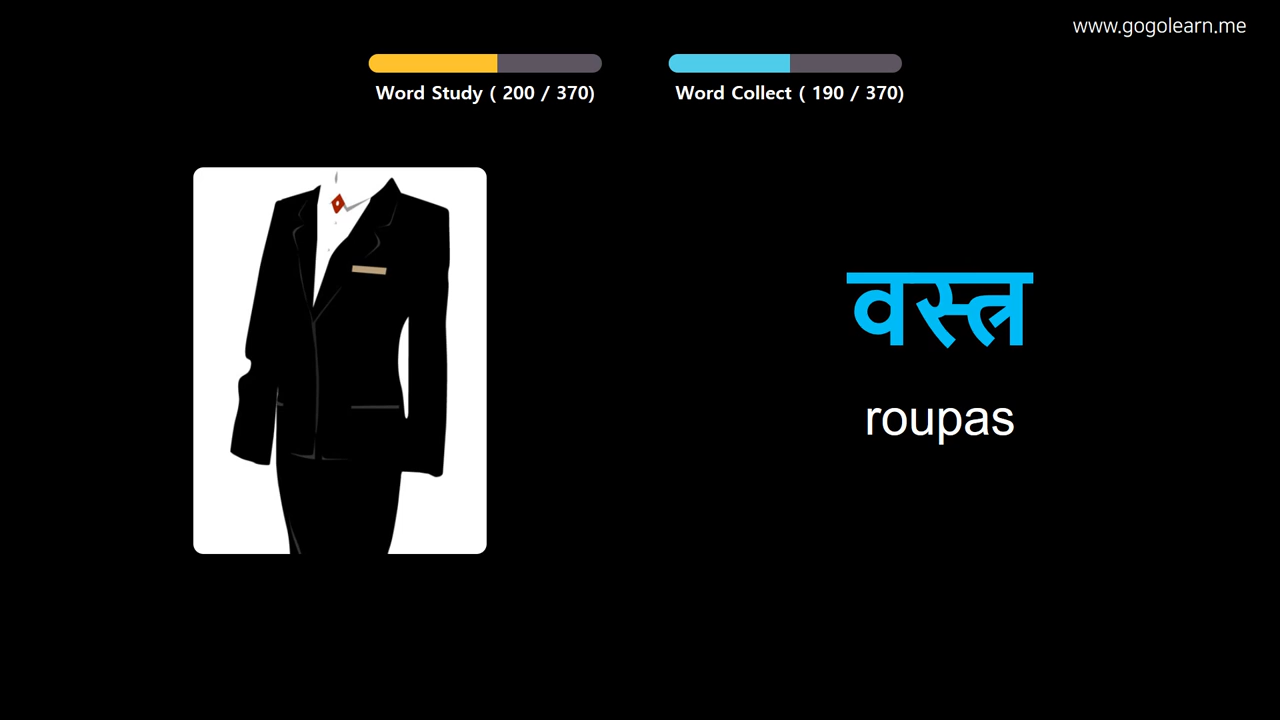 www.gogolearn.me
Word Study ( 200 / 370)
Word Collect ( 190 / 370)
वस्त्र
roupas